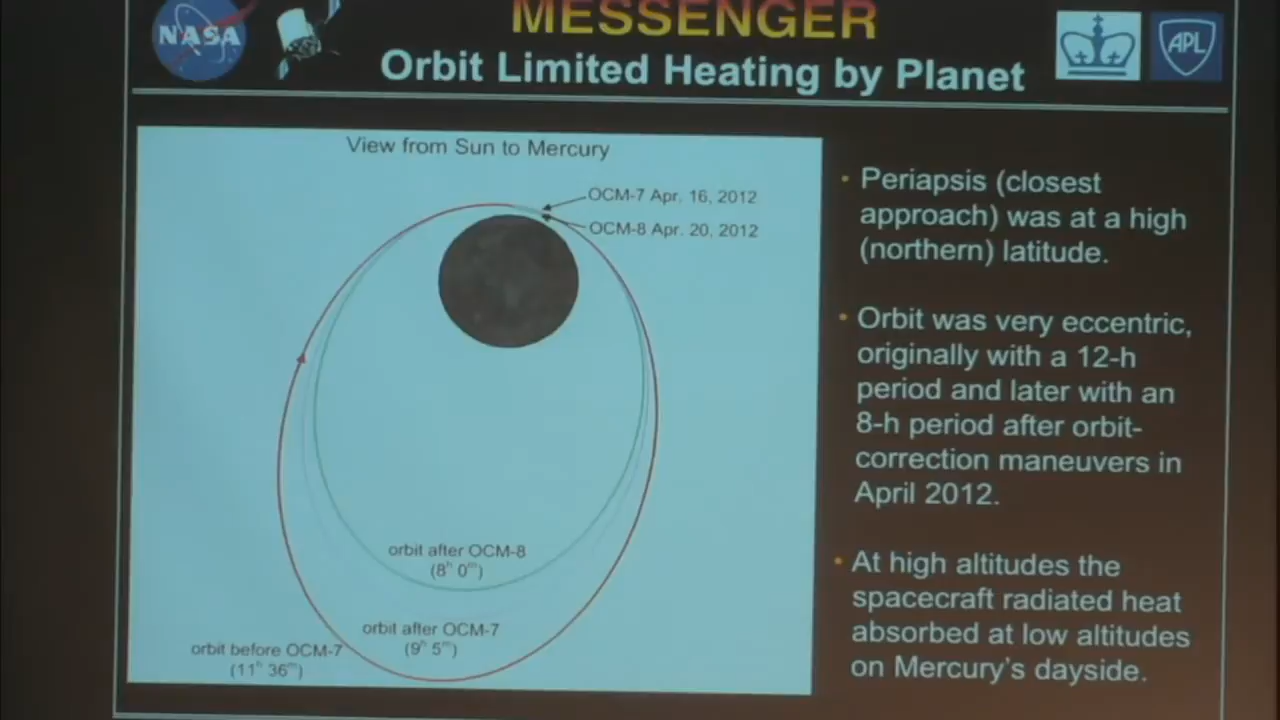 NASA
MESSENGER
Orbit Limited Heating by Planet
APL
View from Sun to Mercury
OCM-7 Apr. 16, 2012
OCM-8 Apr. 20, 2012
orbit after OCM-8
(8ʰ 0ᵐ)
orbit after OCM-7
(9ʰ 5ᵐ)
orbit before OCM-7
(11ʰ 36ᵐ)
• Periapsis (closest
approach) was at a high
(northern) latitude.
• Orbit was very eccentric,
originally with a 12-h
period and later with an
8-h period after orbit-
correction maneuvers in
April 2012.
• At high altitudes the
spacecraft radiated heat
absorbed at low altitudes
on Mercury's dayside.